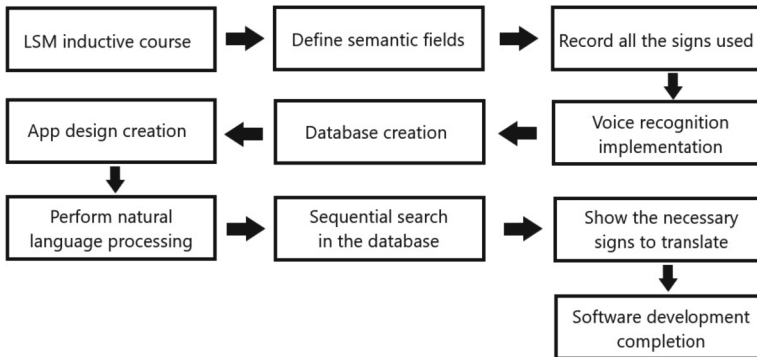 LSM inductive course
Define semantic fields
Record all the signs used
App design creation
Database creation
Voice recognition
implementation
Perform natural
language processing
Sequential search
in the database
Show the necessary
signs to translate
Software development
completion